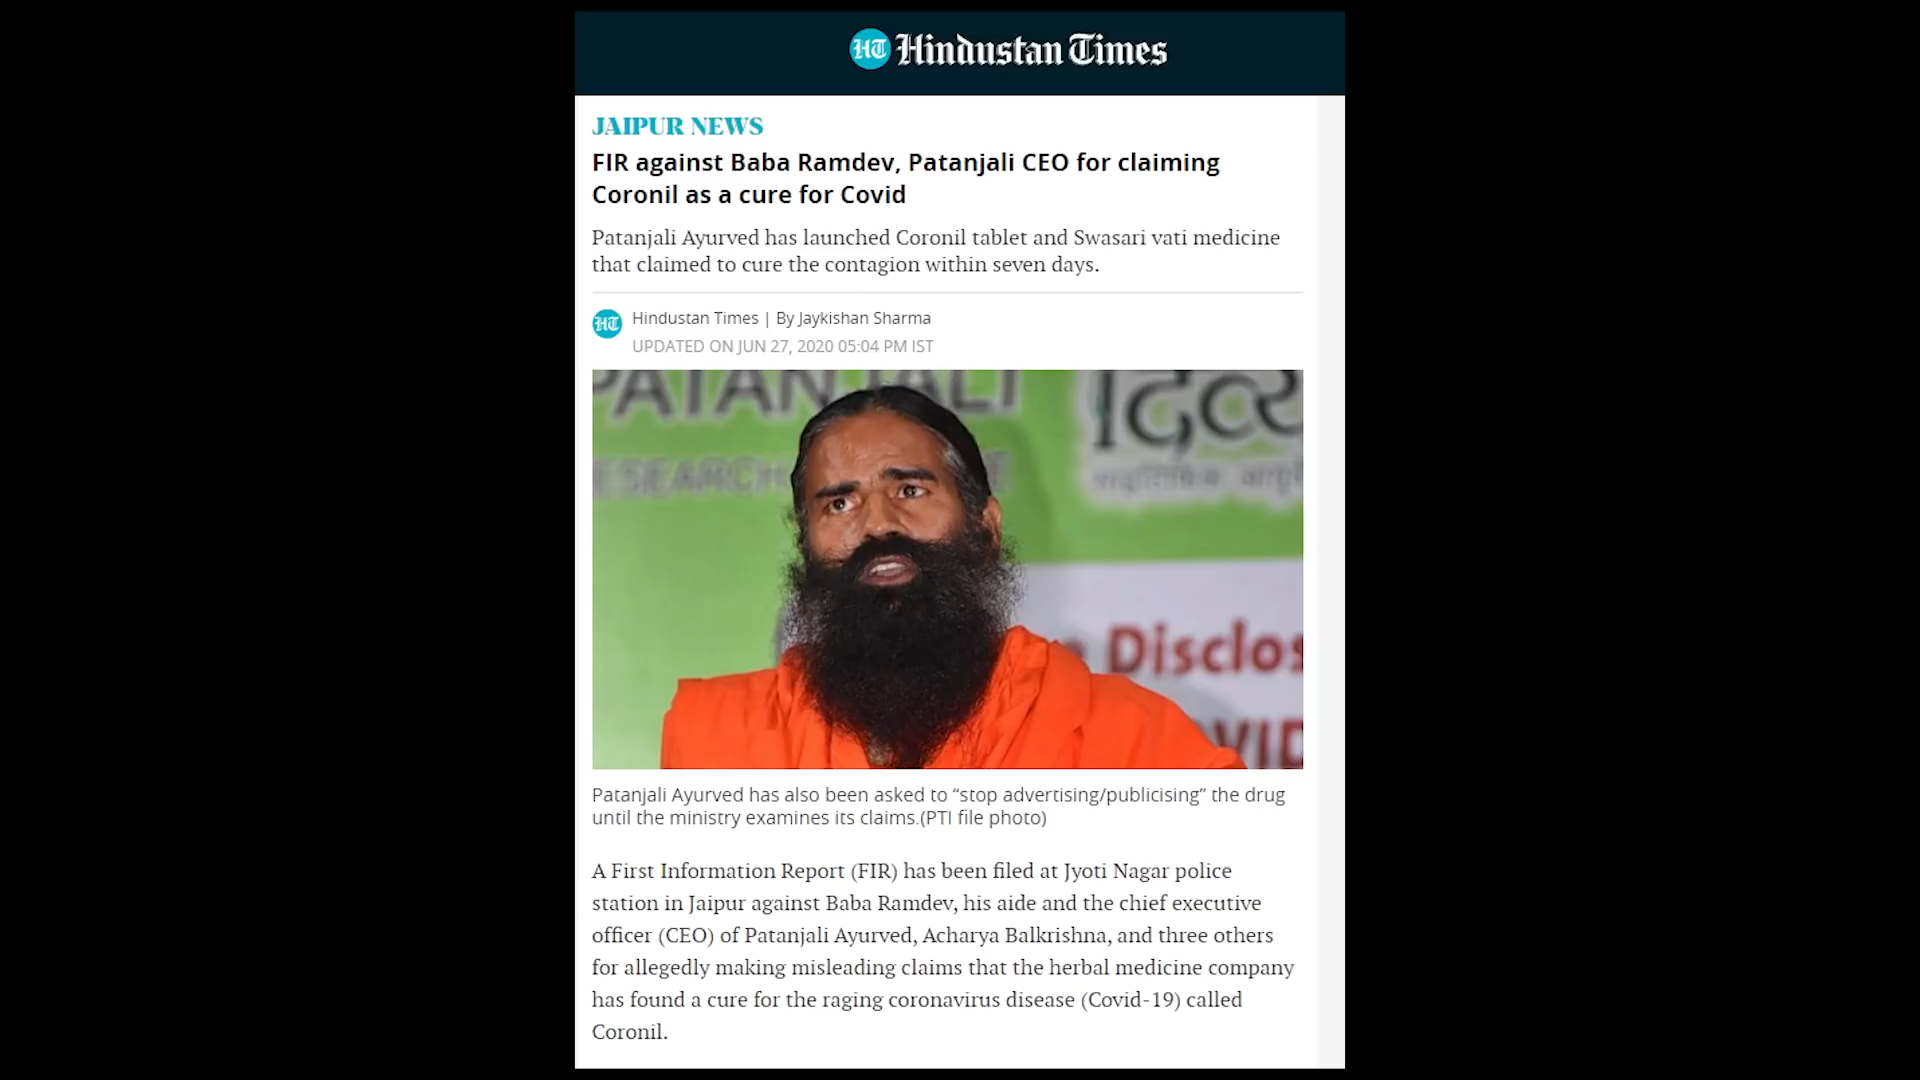 HT Hindustan Times
JAIPUR NEWS
FIR against Baba Ramdev, Patanjali CEO for claiming
Coronil as a cure for Covid
Patanjali Ayurved has launched Coronil tablet and Swasari vati medicine
that claimed to cure the contagion within seven days.
HT Hindustan Times | By Jaykishan Sharma
UPDATED ON JUN 27, 2020 05:04 PM IST
PATANJALI
RESEARCH
Disclos
VID
Patanjali Ayurved has also been asked to “stop advertising/publicising” the drug
until the ministry examines its claims.(PTI file photo)
A First Information Report (FIR) has been filed at Jyoti Nagar police
station in Jaipur against Baba Ramdev, his aide and the chief executive
officer (CEO) of Patanjali Ayurved, Acharya Balkrishna, and three others
for allegedly making misleading claims that the herbal medicine company
has found a cure for the raging coronavirus disease (Covid-19) called
Coronil.